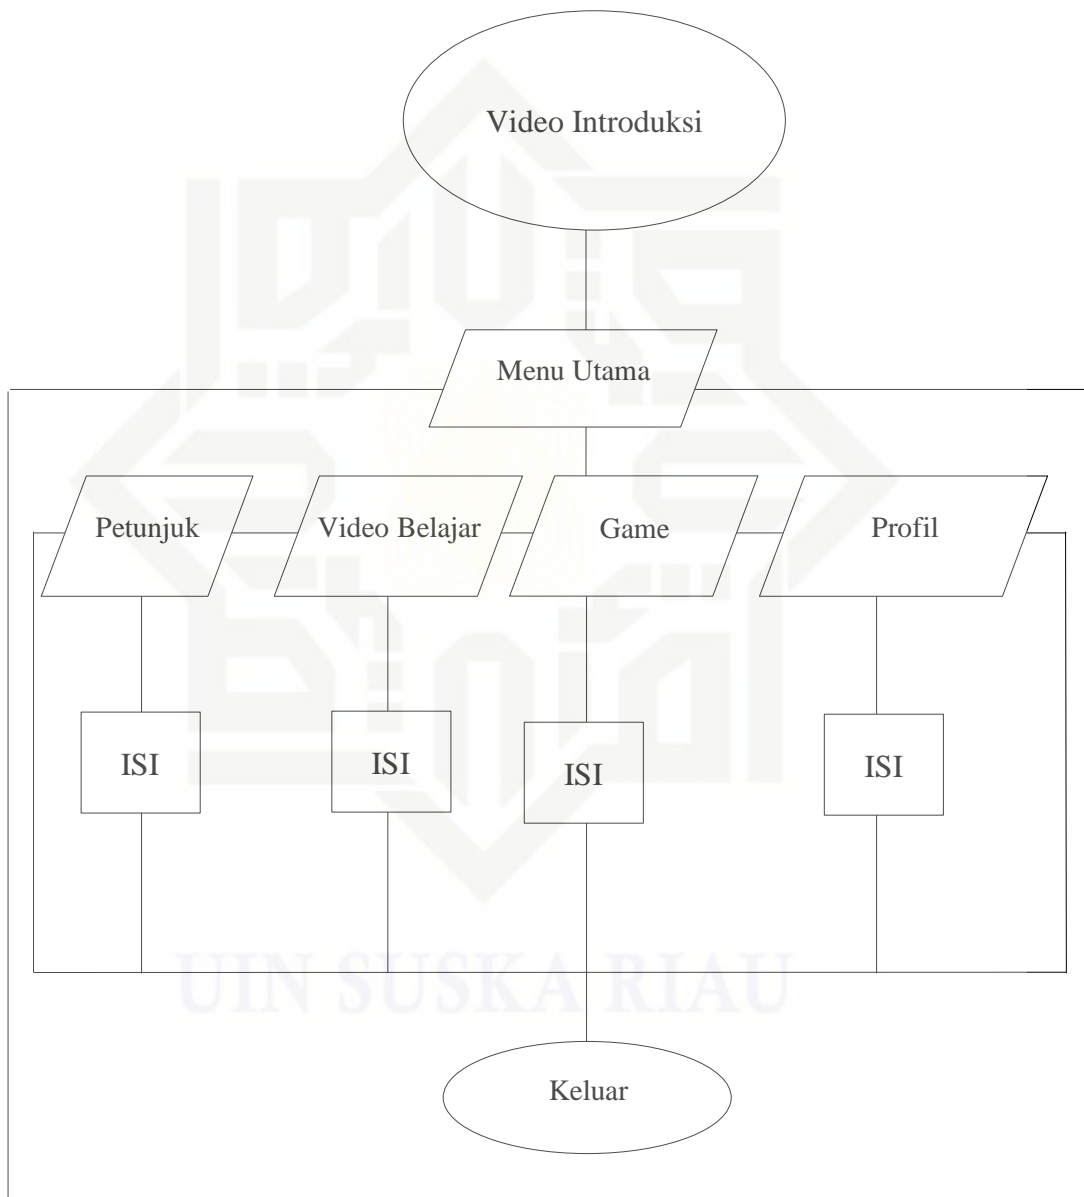 Video Introduksi
Menu Utama
Petunjuk
Video Belajar
Game
Profil
ISI
ISI
ISI
ISI
UIN SUSKA RIAU
Keluar